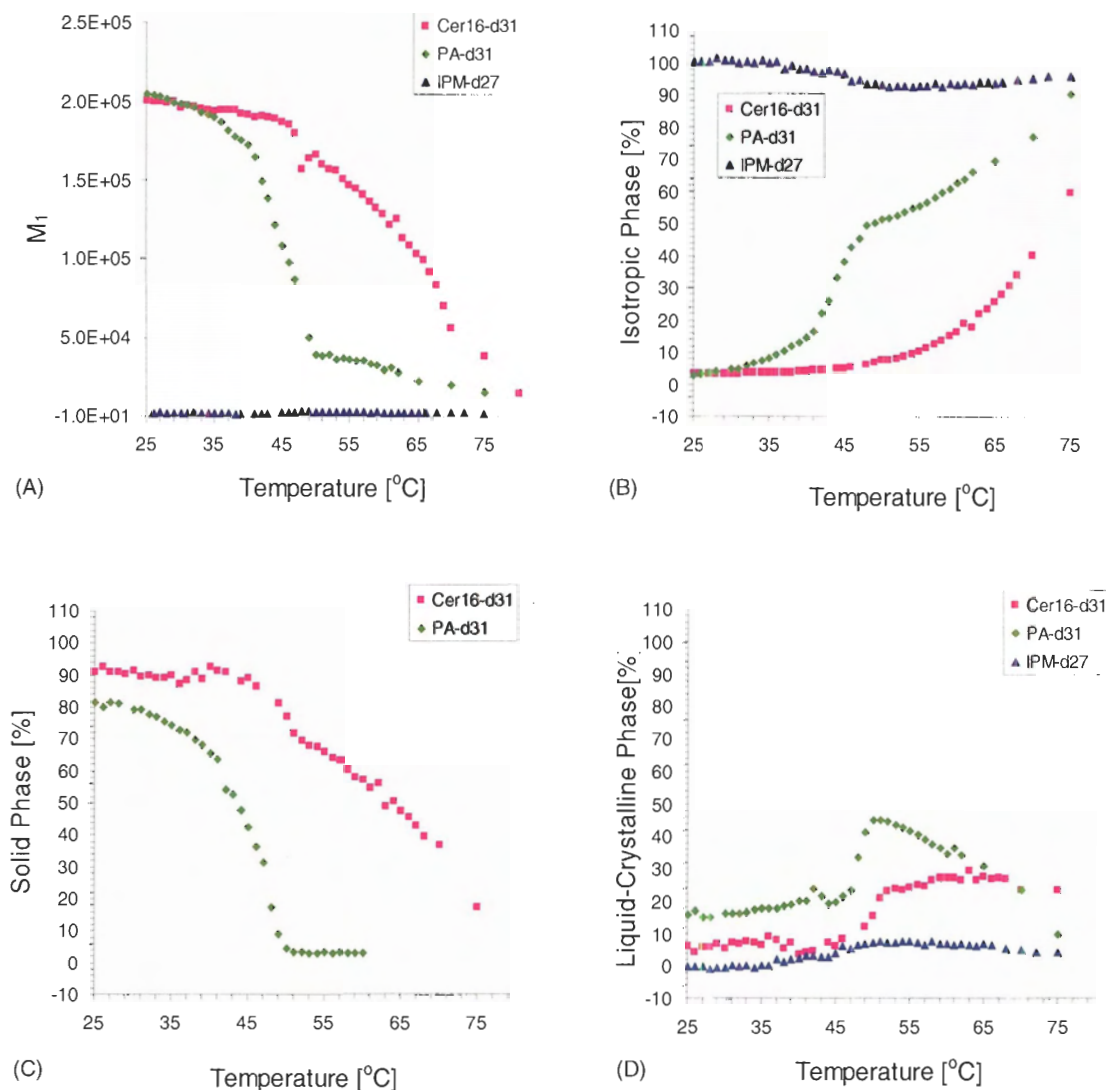 2.5E+05
2.0E+05
1.5E+05
1.0E+05
5.0E+04
-1.0E+01
M1
25 35 45 55 65 75
Temperature [°C]
(A)
Cer16-d31
PA-d31
IPM-d27
110
100
90
80
70
60
50
40
30
20
10
0
-10
Isotropic Phase [%]
25 35 45 55 65 75
Temperature [°C]
(B)
Cer16-d31
PA-d31
IPM-d27
110
100
90
80
70
60
50
40
30
20
10
0
-10
Solid Phase [%]
25 35 45 55 65 75
Temperature [°C]
(C)
Cer16-d31
PA-d31
110
100
90
80
70
60
50
40
30
20
10
0
-10
Liquid-Crystalline Phase[%]
25 35 45 55 65 75
Temperature [°C]
(D)
Cer16-d31
PA-d31
IPM-d27